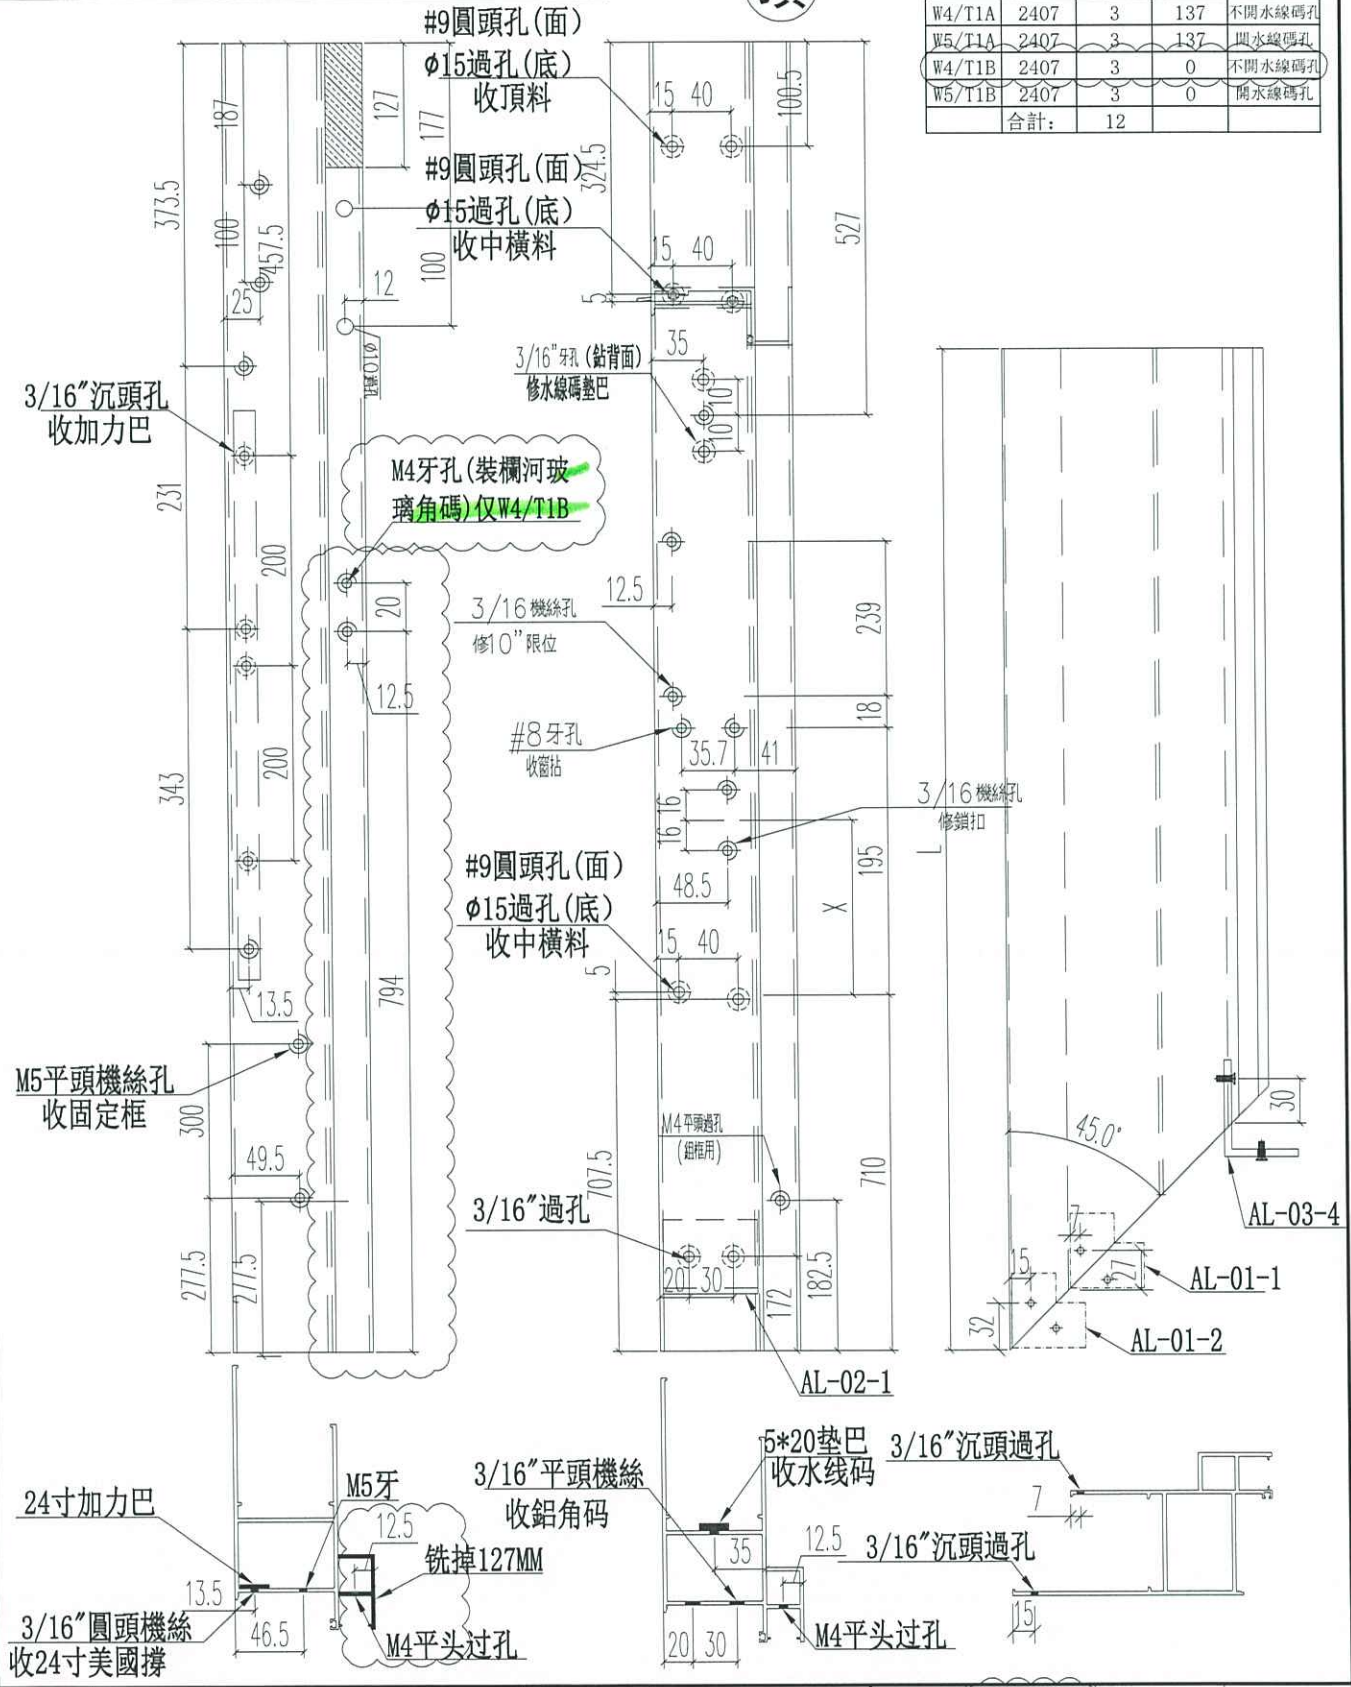 W4/T1A 2407 3 137 不開水線碼孔
W5/T1A 2407 3 137 開水線碼孔
W4/T1B 2407 3 0 不開水線碼孔
W5/T1B 2407 3 0 開水線碼孔
合計: 12
#9圓頭孔(面)
ϕ15過孔(底)
收頂料
#9圓頭孔(面)
ϕ15過孔(底)
收中橫料
187
127
177
373.5
100
457.5
25
12
100
3/16"沉頭孔
收加力巴
M4牙孔(裝欄河玻
璃角碼)仅W4/T1B
231
200
20
12.5
343
200
794
13.5
M5平頭機絲孔
收固定框
300
49.5
277.5
277.5
15 40
100.5
324.5
527
15 40
5
35
3/16"牙孔(鉆背面)
修水線碼墊巴
10
10
12.5
3/16機絲孔
修10"限位
239
18
#8牙孔
收窗拈
35.7 41
16 16
3/16機絲孔
修鎖扣
48.5
195
X
#9圓頭孔(面)
ϕ15過孔(底)
收中橫料
15 40
5
M4平頭過孔
(組框用)
707.5
710
3/16"過孔
20 30
172
182.5
AL-02-1
L
45.0°
30
AL-03-4
7
15
27
AL-01-1
32
AL-01-2
24寸加力巴
M5牙
12.5
铣掉127MM
13.5
3/16"圓頭機絲
收24寸美國撐
46.5
M4平头过孔
3/16"平頭機絲
收鋁角码
5*20垫巴
收水线码
35
12.5
20 30
M4平头过孔
3/16"沉頭過孔
7
3/16"沉頭過孔
15